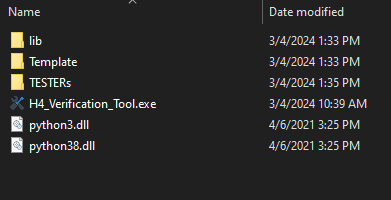 Name Date modified
lib 3/4/2024 1:33 PM
Template 3/4/2024 1:33 PM
TESTERs 3/4/2024 1:35 PM
H4_Verification_Tool.exe 3/4/2024 10:39 AM
python3.dll 4/6/2021 3:25 PM
python38.dll 4/6/2021 3:25 PM